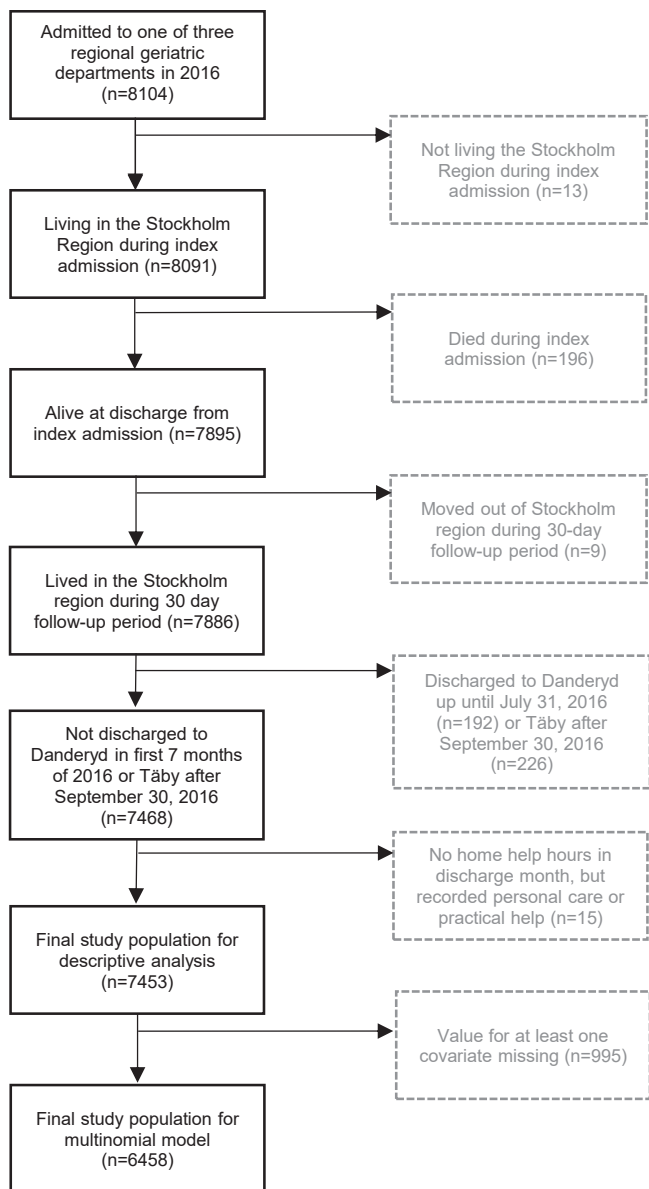 Admitted to one of three
regional geriatric
departments in 2016
(n=8104)
Not living the Stockholm
Region during index
admission (n=13)
Living in the Stockholm
Region during index
admission (n=8091)
Died during index
admission (n=196)
Alive at discharge from
index admission (n=7895)
Moved out of Stockholm
region during 30-day
follow-up period (n=9)
Lived in the Stockholm
region during 30 day
follow-up period (n=7886)
Discharged to Danderyd
up until July 31, 2016
(n=192) or Täby after
September 30, 2016
(n=226)
Not discharged to
Danderyd in first 7 months
of 2016 or Täby after
September 30, 2016
(n=7468)
No home help hours in
discharge month, but
recorded personal care or
practical help (n=15)
Final study population for
descriptive analysis
(n=7453)
Value for at least one
covariate missing (n=995)
Final study population for
multinomial model
(n=6458)